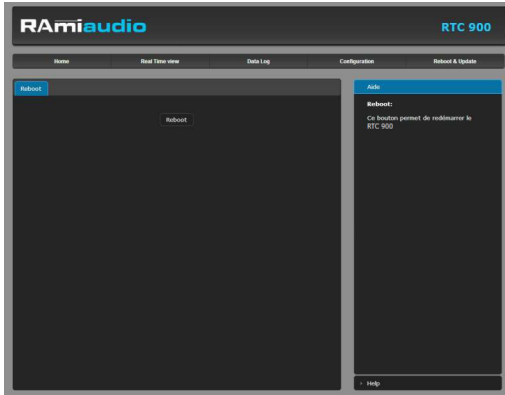 RAmiaudio
RTC 900
Home Real Time view Data Log Configuration Reboot & Update
Reboot
Reboot
Aide
Reboot:
Ce bouton permet de redémarrer le
RTC 900
Help